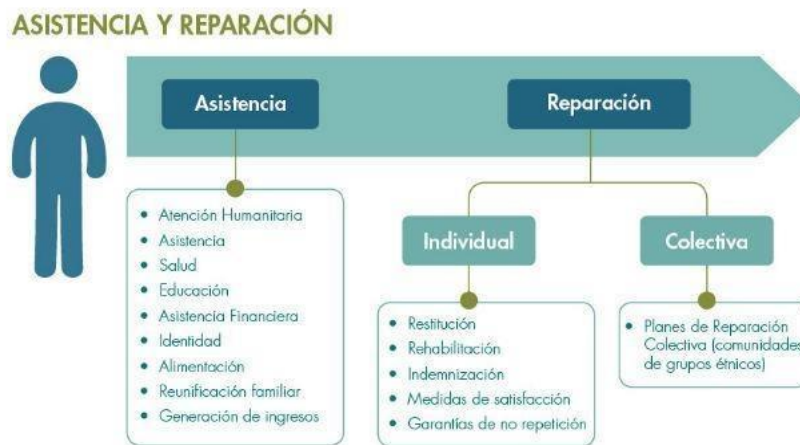 ASISTENCIA Y REPARACIÓN
Asistencia
Reparación
• Atención Humanitaria
• Asistencia
• Salud
• Educación
• Asistencia Financiera
• Identidad
• Alimentación
• Reunificación familiar
• Generación de ingresos
Individual
Colectiva
• Restitución
• Rehabilitación
• Indemnización
• Medidas de satisfacción
• Garantías de no repetición
• Planes de Reparación
Colectiva (comunidades
de grupos étnicos)